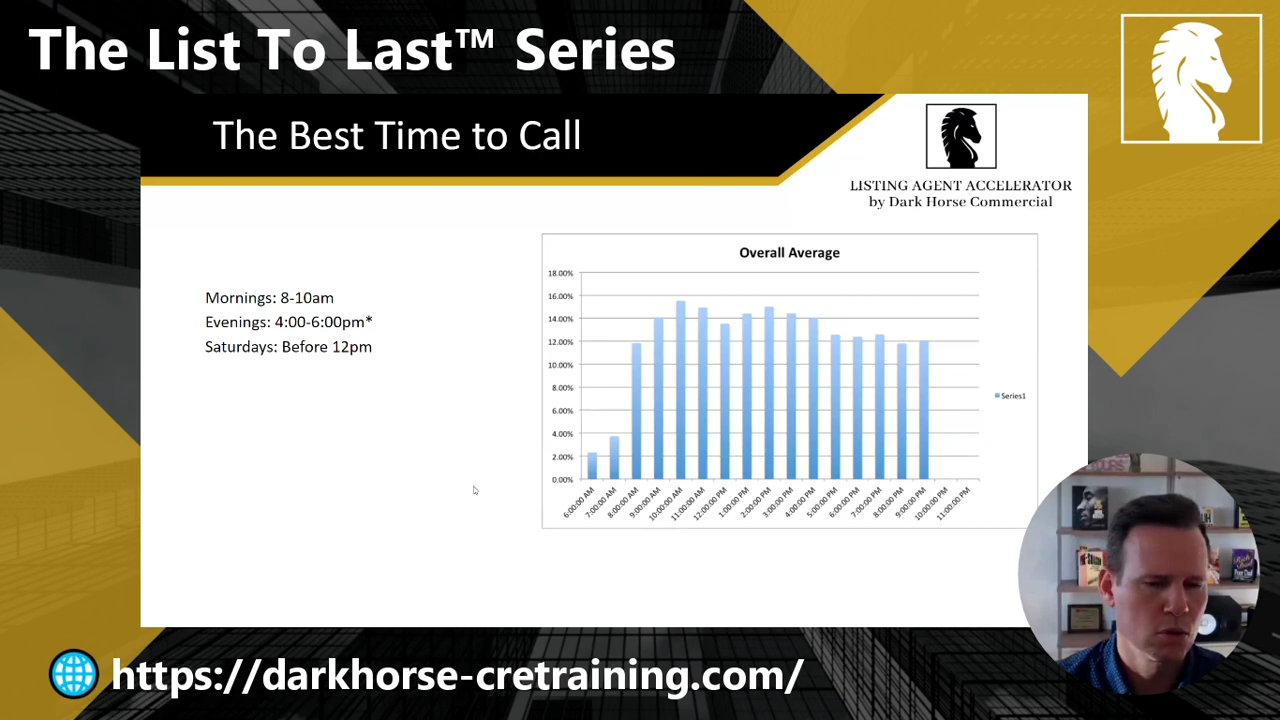 The List To Last™ Series
The Best Time to Call
LISTING AGENT ACCELERATOR
by Dark Horse Commercial
Mornings: 8-10am
Evenings: 4:00-6:00pm*
Saturdays: Before 12pm
Overall Average
18.00%
16.00%
14.00%
12.00%
10.00%
8.00%
6.00%
4.00%
2.00%
0.00%
6:00:00 AM
7:00:00 AM
8:00:00 AM
9:00:00 AM
10:00:00 AM
11:00:00 AM
12:00:00 PM
1:00:00 PM
2:00:00 PM
3:00:00 PM
4:00:00 PM
5:00:00 PM
6:00:00 PM
7:00:00 PM
8:00:00 PM
9:00:00 PM
10:00:00 PM
11:00:00 PM
Series1
https://darkhorse-cretraining.com/